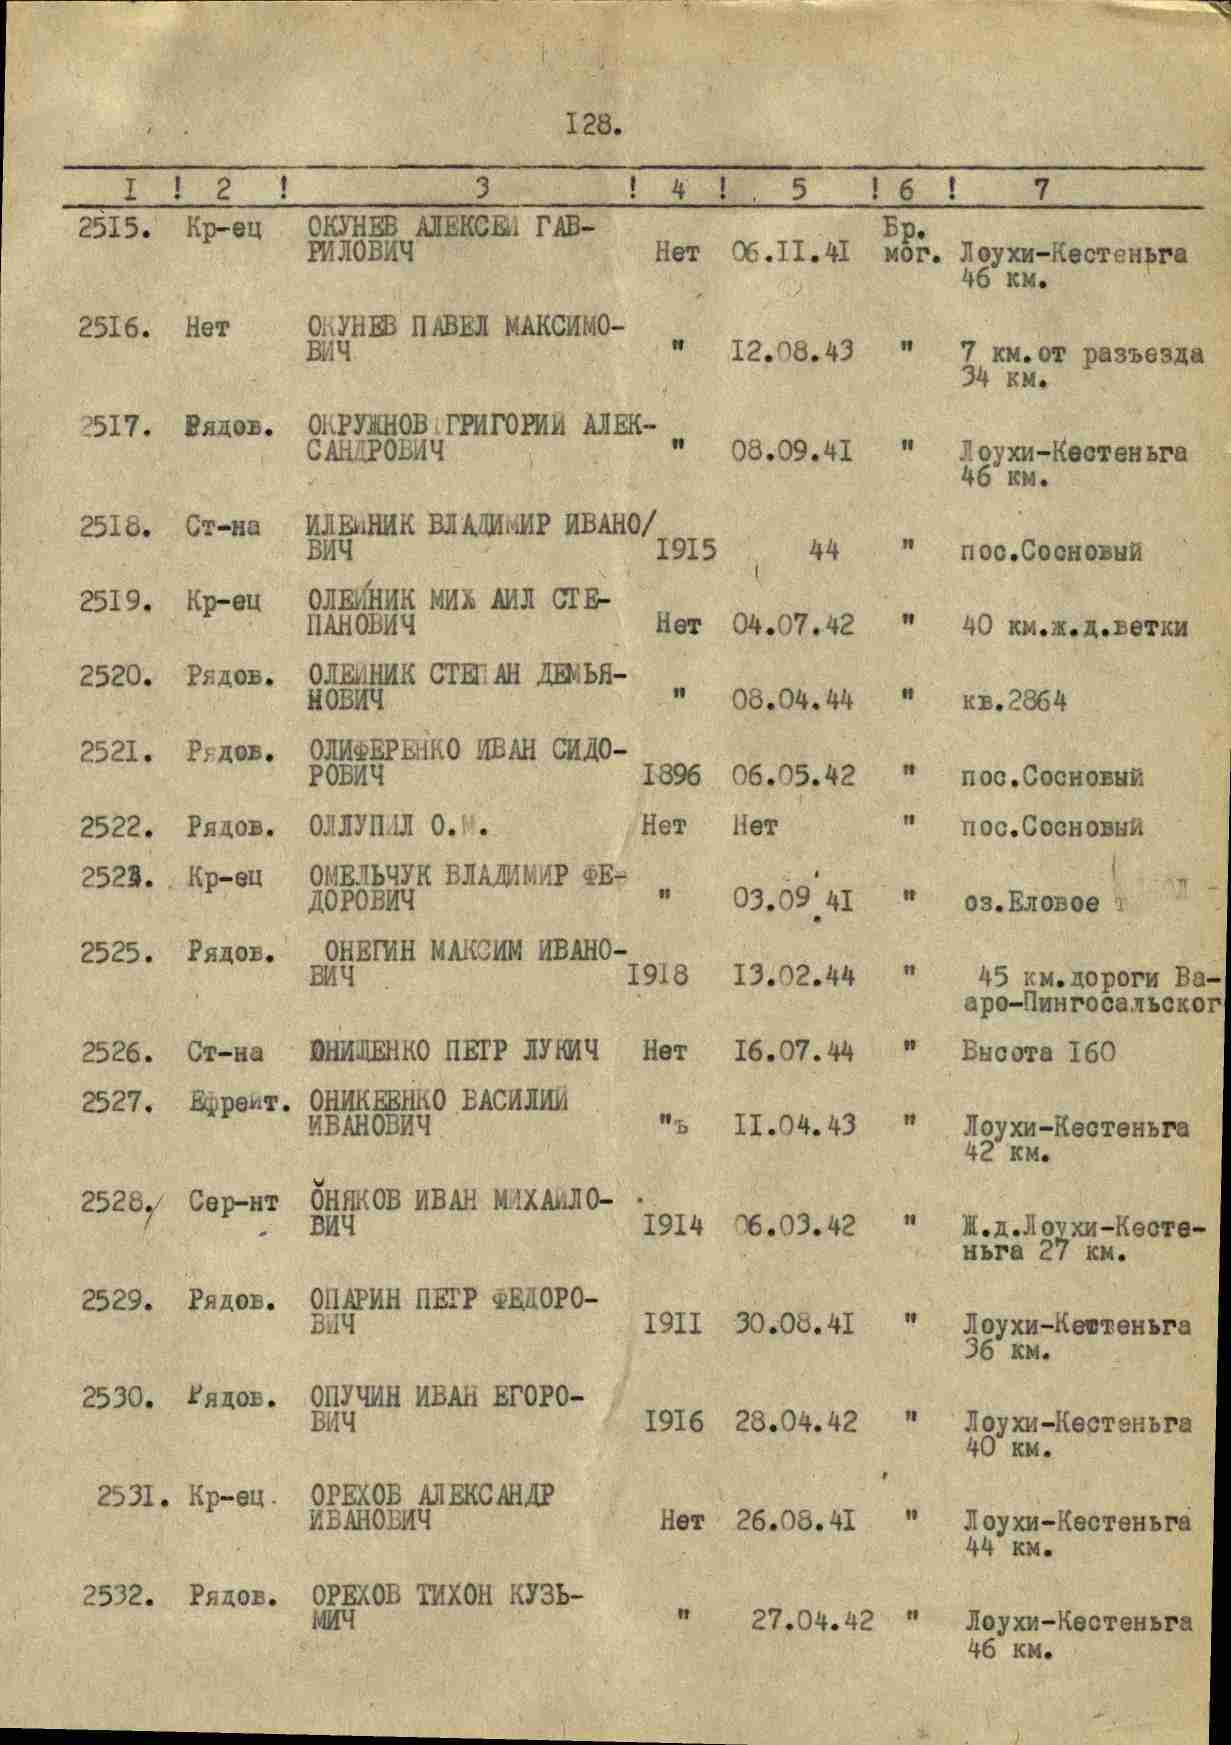 128.
I ! 2 ! 3 ! 4 ! 5 ! 6 ! 7
2515. Кр-ец ОКУНЕВ АЛЕКСЕЙ ГАВ- Бр.
РИЛОВИЧ Нет 06.II.41 мог. Лоухи-Кестеньга
46 км.
2516. Нет ОКУНЕВ ПАВЕЛ МАКСИМО-
ВИЧ " 12.08.43 " 7 км.от разъезда
34 км.
2517. Рядов. ОКРУЖНОВ ГРИГОРИЙ АЛЕК-
САНДРОВИЧ " 08.09.41 " Лоухи-Кестеньга
46 км.
2518. Ст-на ИЛЕЙНИК ВЛАДИМИР ИВАНО/
ВИЧ 1915 44 " пос.Сосновый
2519. Кр-ец ОЛЕЙНИК МИХАИЛ СТЕ-
ПАНОВИЧ Нет 04.07.42 " 40 км.ж.д.ветки
2520. Рядов. ОЛЕЙНИК СТЕПАН ДЕМЬЯ-
НОВИЧ " 08.04.44 " кв.2864
2521. Рядов. ОЛИФЕРЕНКО ИВАН СИДО-
РОВИЧ 1896 06.05.42 " пос.Сосновый
2522. Рядов. ОЛЛУПИЛ О. . Нет Нет " пос.Сосновый
2523. Кр-ец ОМЕЛЬЧУК ВЛАДИМИР ФЕ-
ДОРОВИЧ " 03.09.41 " оз.Еловое
2525. Рядов. ОНЕГИН МАКСИМ ИВАНО-
ВИЧ 1918 13.02.44 " 45 км.дороги Ва-
аро-Пингосальског
2526. Ст-на ОНИЩЕНКО ПЕТР ЛУКИЧ Нет 16.07.44 " Высота 160
2527. Ефрейт. ОНИКЕЕНКО ВАСИЛИЙ
ИВАНОВИЧ "ъ II.04.43 " Лоухи-Кестеньга
42 км.
2528. Сер-нт ОНЯКОВ ИВАН МИХАЙЛО-
ВИЧ 1914 06.03.42 " Ж.д.Лоухи-Кесте-
ньга 27 км.
2529. Рядов. ОПАРИН ПЕТР ФЕДОРО-
ВИЧ 1911 30.08.41 " Лоухи-Кестеньга
36 км.
2530. Рядов. ОПУЧИН ИВАН ЕГОРО-
ВИЧ 1916 28.04.42 " Лоухи-Кестеньга
40 км.
2531. Кр-ец. ОРЕХОВ АЛЕКСАНДР
ИВАНОВИЧ Нет 26.08.41 " Лоухи-Кестеньга
44 км.
2532. Рядов. ОРЕХОВ ТИХОН КУЗЬ-
МИЧ " 27.04.42 " Лоухи-Кестеньга
46 км.